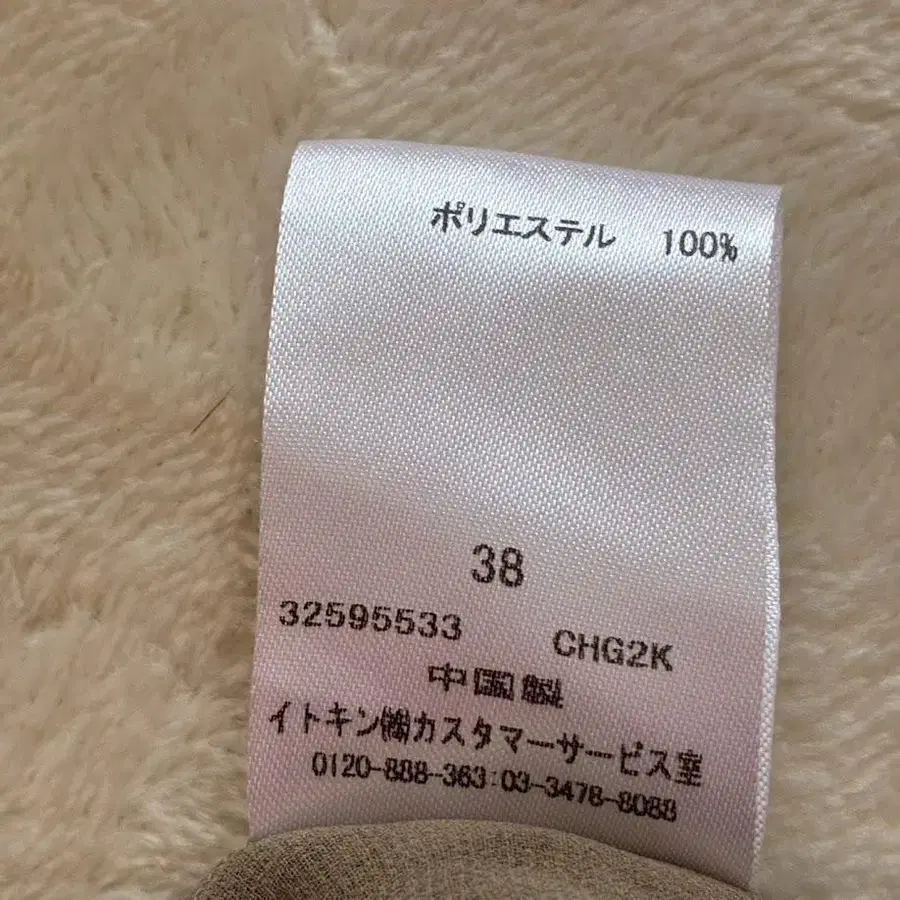 ポリエステル 100%
38
32595533 CHG2K
中国製
イトキン㈱カスタマーサービス室
0120-888-363:03-3478-8088